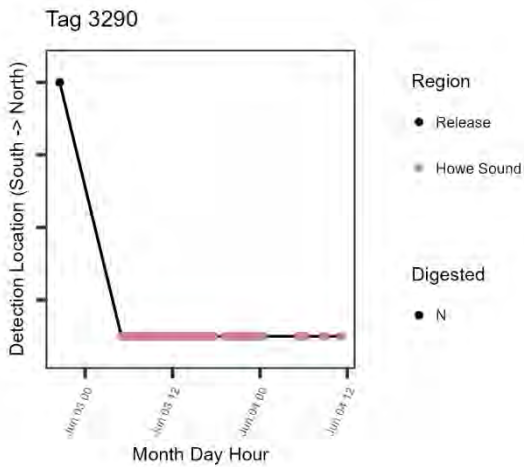 Tag 3290
Detection Location (South -> North)
Region
Release
Howe Sound
Digested
N
Jun 03 00
Jun 03 12
Jun 04 00
Jun 04 12
Month Day Hour